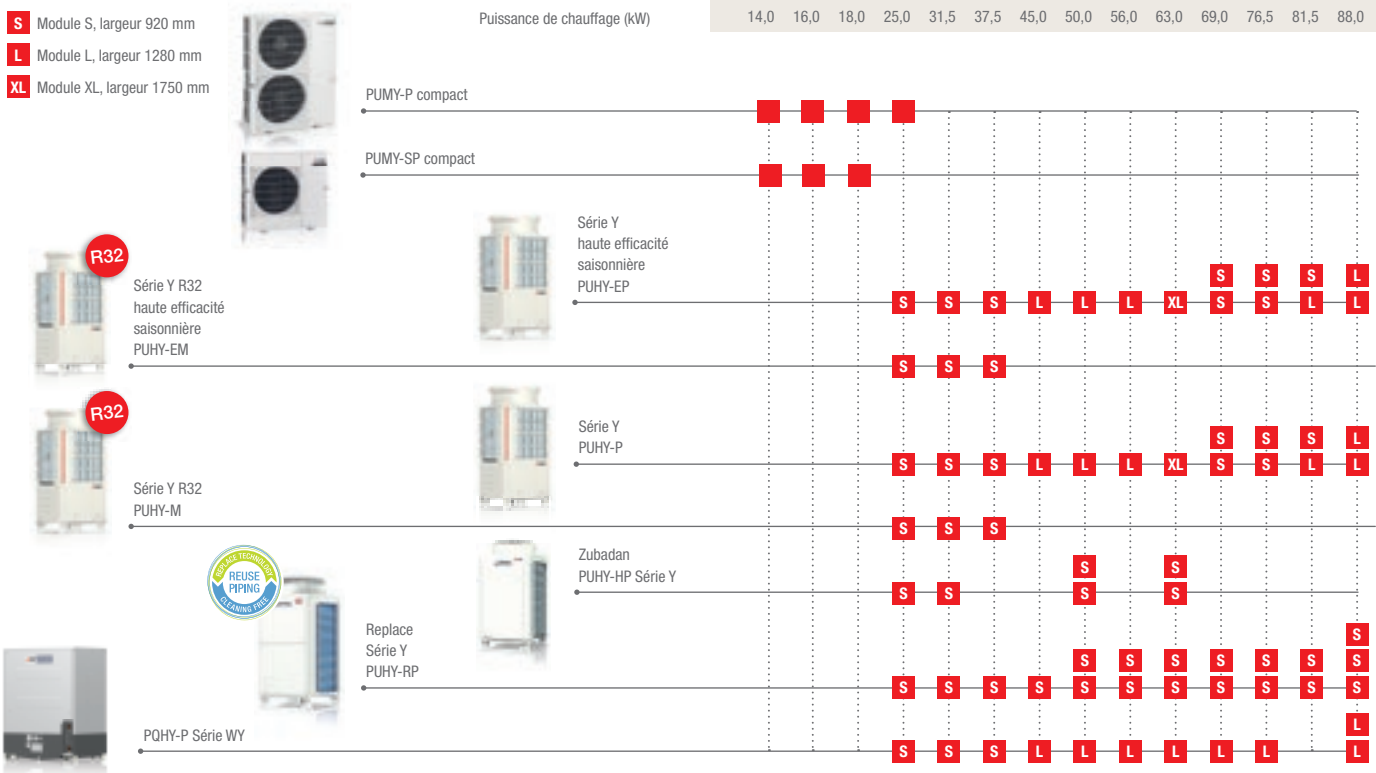 S Module S, largeur 920 mm
L Module L, largeur 1280 mm
XL Module XL, largeur 1750 mm
Puissance de chauffage (kW) 14,0 16,0 18,0 25,0 31,5 37,5 45,0 50,0 56,0 63,0 69,0 76,5 81,5 88,0
PUMY-P compact
PUMY-SP compact
R32
Série Y R32
haute efficacité
saisonnière
PUHY-EM
S S S
Série Y
haute efficacité
saisonnière
PUHY-EP
S S S L
S S S L L L XL S S L L
R32
Série Y R32
PUHY-M
S S S
Série Y
PUHY-P
S S S L
S S S L L L XL S S L L
Zubadan
PUHY-HP Série Y
S S
S S S S
REPLACE TECHNOLOGY
REUSE
PIPING
CLEANING FREE
Replace
Série Y
PUHY-RP
S
S S S S S S S
S S S S S S S S S S S
PQHY-P Série WY
L
S S S L L L L L L L